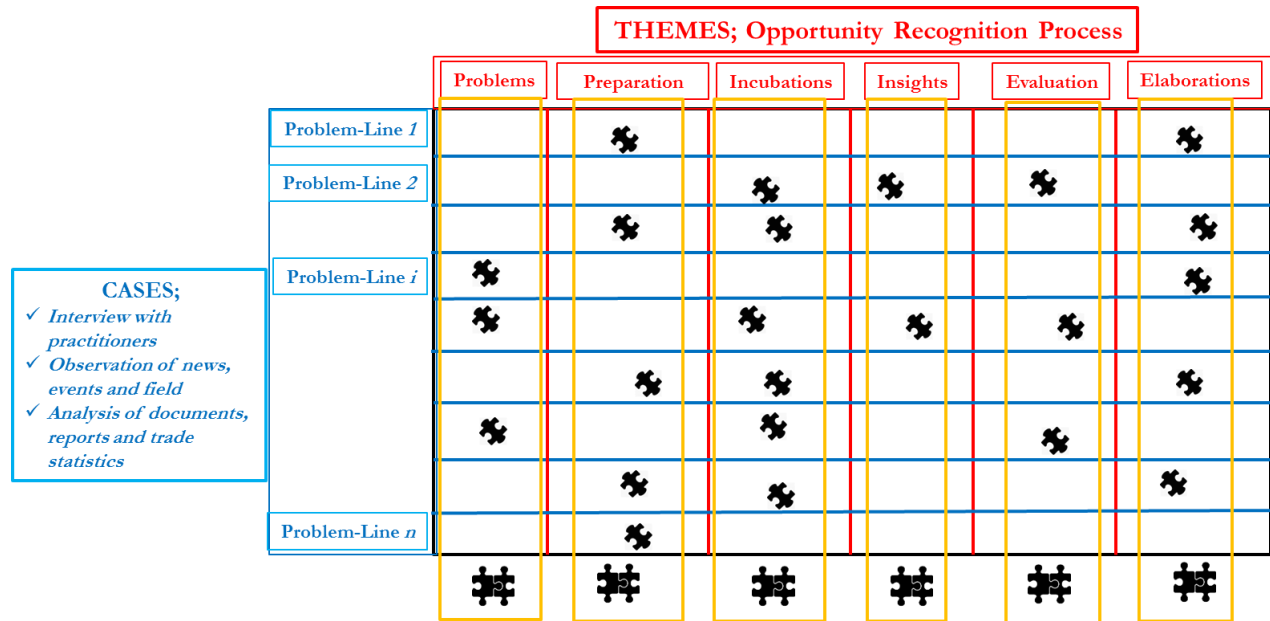 THEMES; Opportunity Recognition Process
Problems
Preparation
Incubations
Insights
Evaluation
Elaborations
Problem-Line 1
Problem-Line 2
Problem-Line i
Problem-Line n
CASES;
✓ Interview with
practitioners
✓ Observation of news,
events and field
✓ Analysis of documents,
reports and trade
statistics